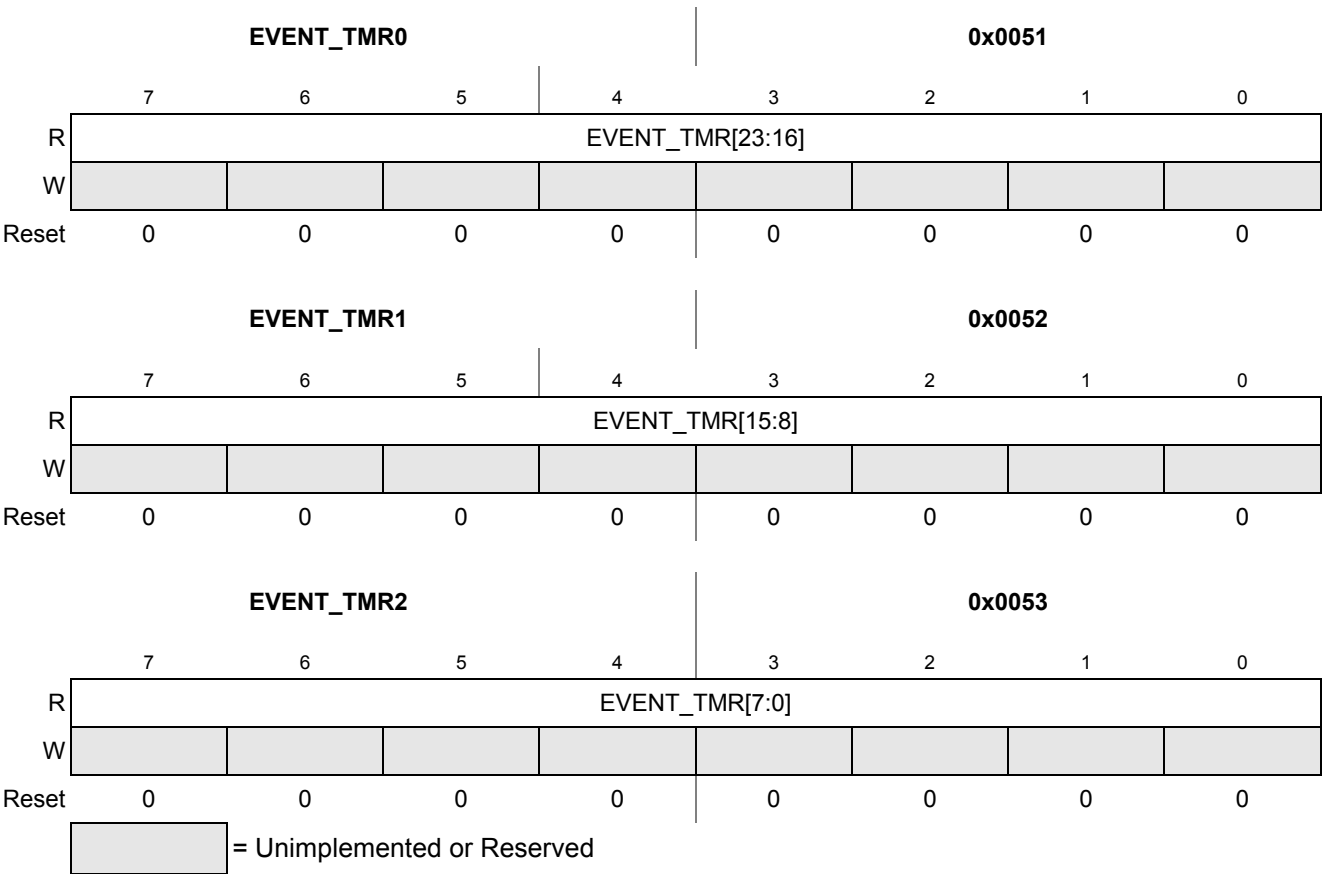 EVENT_TMR0 0x0051
7 6 5 4 3 2 1 0
R EVENT_TMR[23:16]
W
Reset 0 0 0 0 0 0 0 0
EVENT_TMR1 0x0052
7 6 5 4 3 2 1 0
R EVENT_TMR[15:8]
W
Reset 0 0 0 0 0 0 0 0
EVENT_TMR2 0x0053
7 6 5 4 3 2 1 0
R EVENT_TMR[7:0]
W
Reset 0 0 0 0 0 0 0 0
= Unimplemented or Reserved